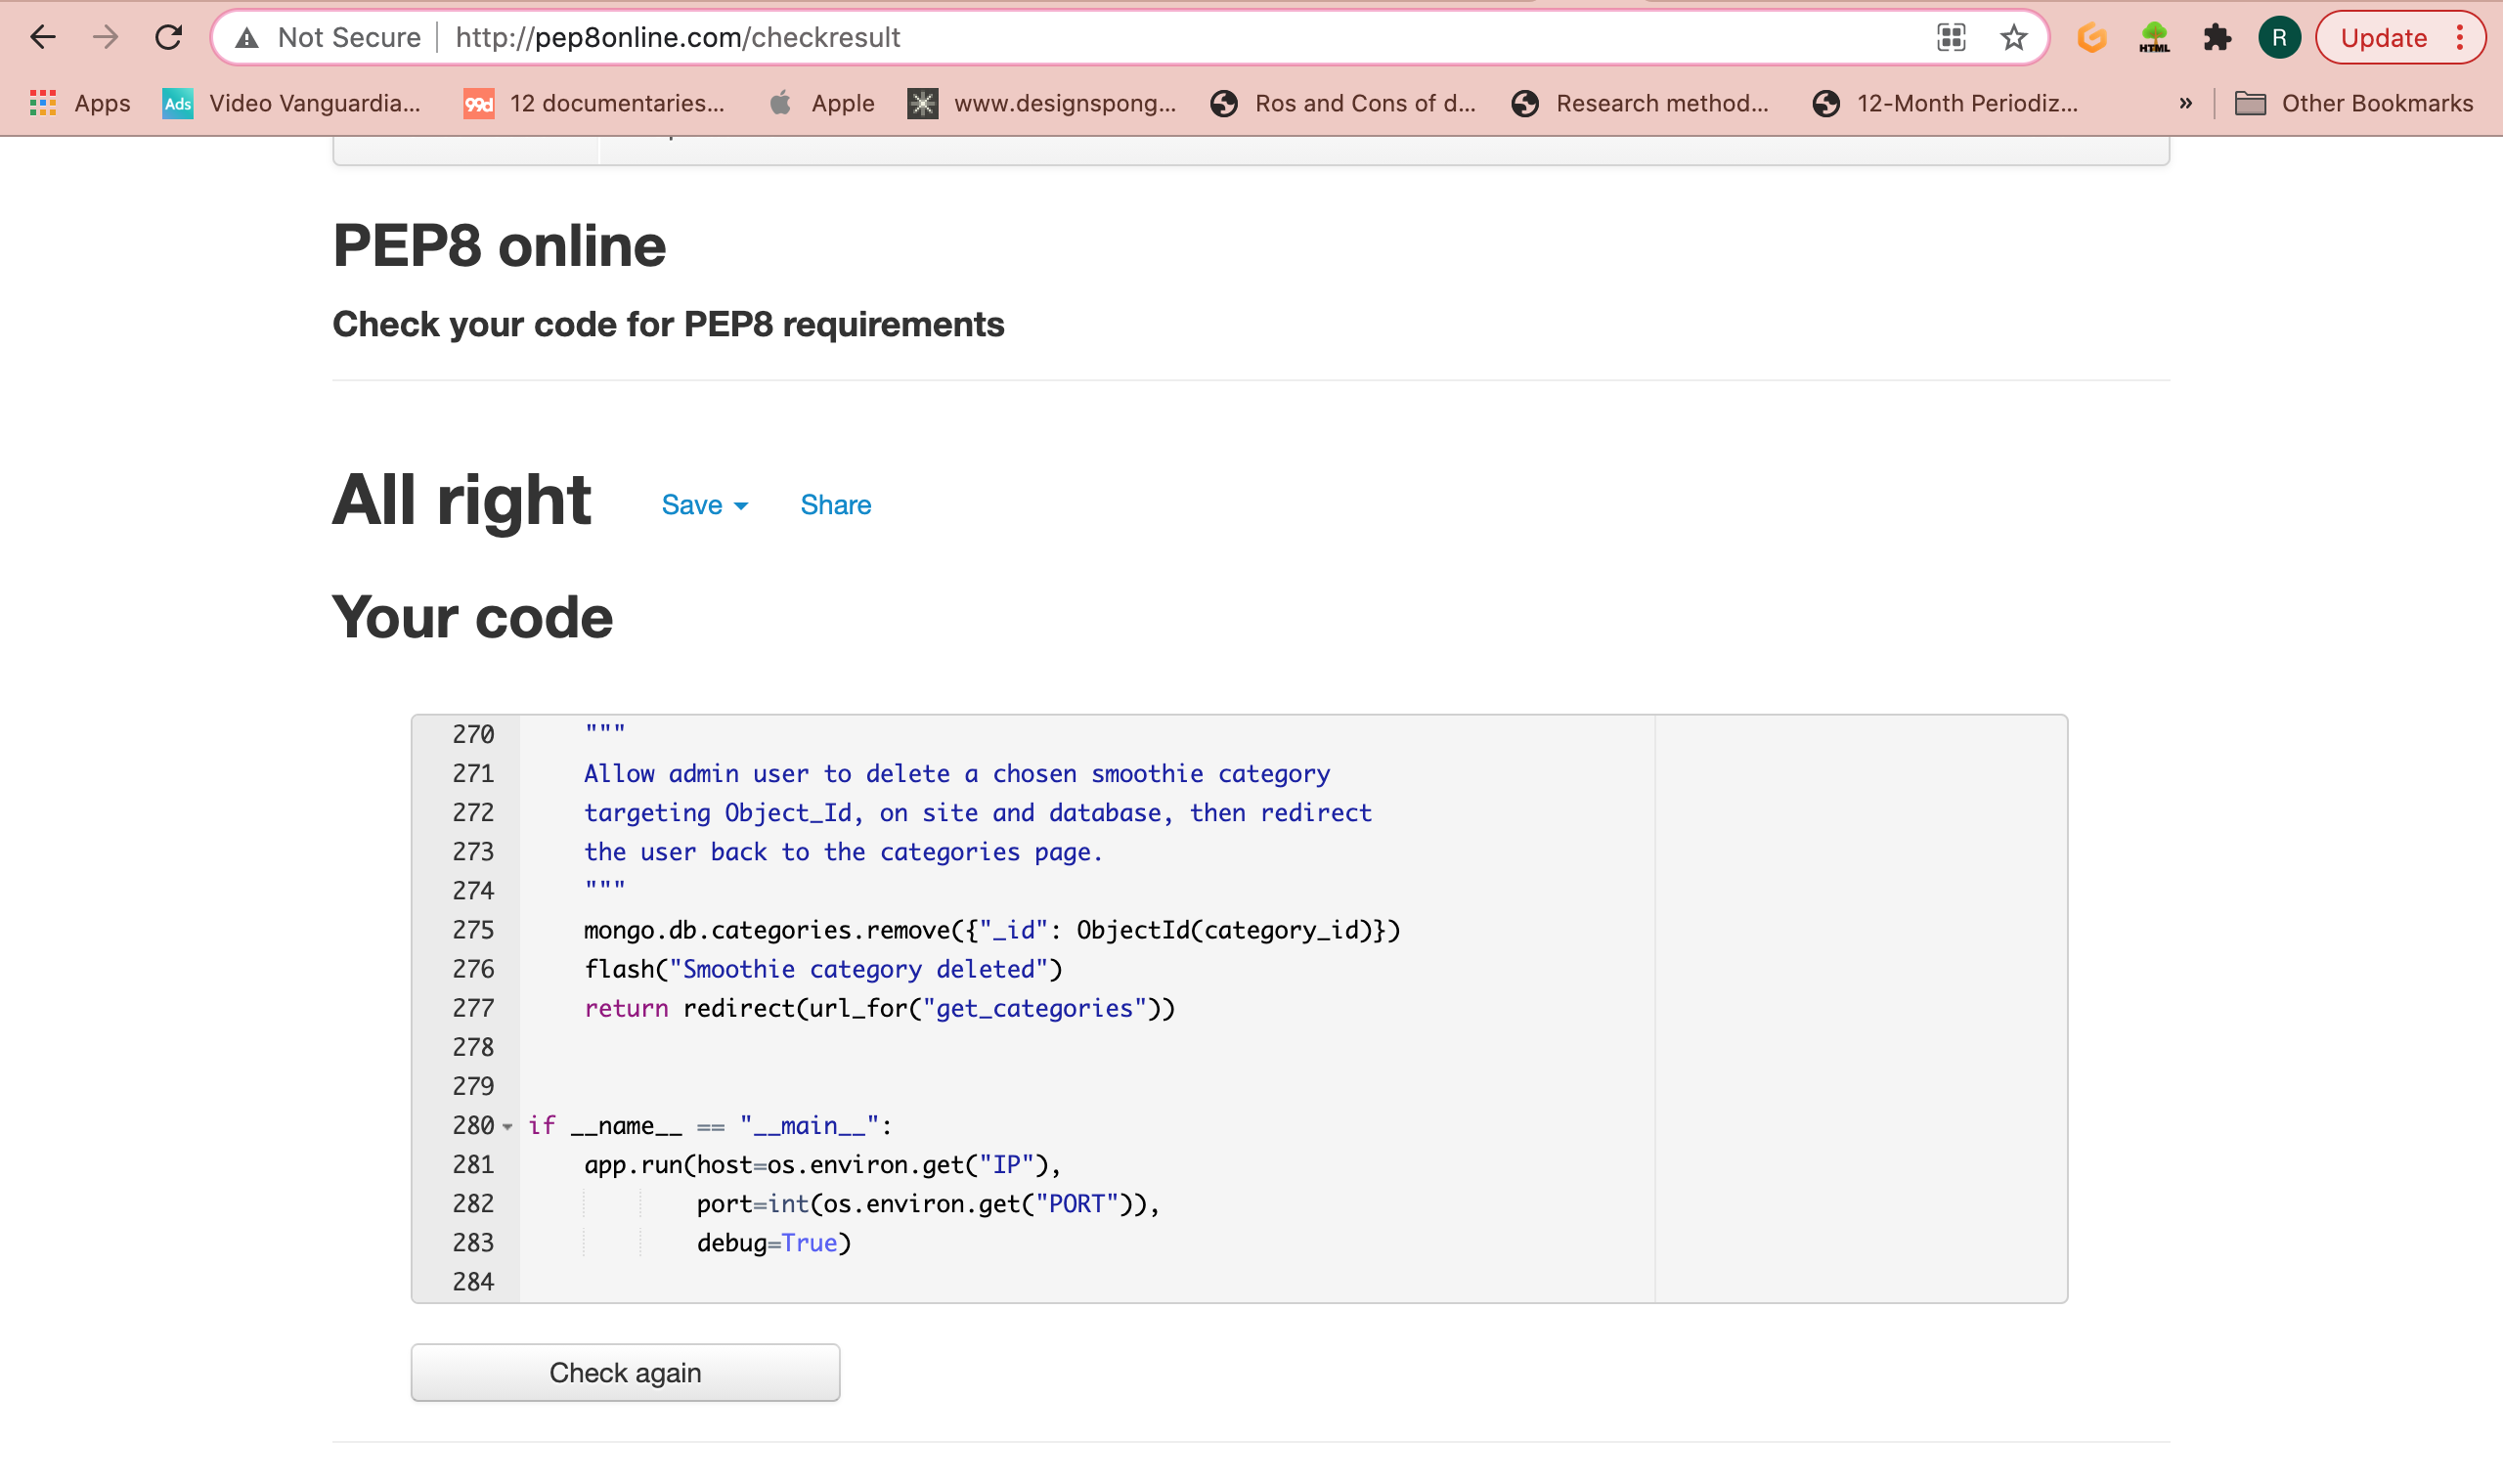 Not Secure | http://pep8online.com/checkresult
R
Update
Apps
Ads Video Vanguardia...
99d 12 documentaries...
Apple
www.designspong...
Ros and Cons of d...
Research method...
12-Month Periodiz...
»
Other Bookmarks
HTML
PEP8 online
Check your code for PEP8 requirements
All right Save Share
Your code
270 """
271 Allow admin user to delete a chosen smoothie category
272 targeting Object_Id, on site and database, then redirect
273 the user back to the categories page.
274 """
275 mongo.db.categories.remove({"_id": ObjectId(category_id)})
276 flash("Smoothie category deleted")
277 return redirect(url_for("get_categories"))
278
279
280 if __name__ == "__main__":
281 app.run(host=os.environ.get("IP"),
282 port=int(os.environ.get("PORT")),
283 debug=True)
284
Check again